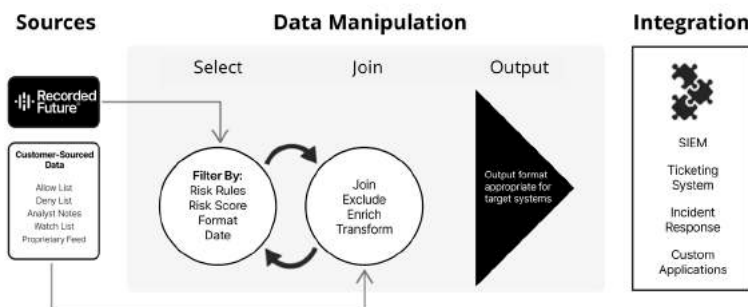 Sources
Data Manipulation
Integration
Select
Join
Output
Recorded
Future
Customer-Sourced
Data
Allow List
Deny List
Analyst Notes
Watch List
Proprietary Feed
Filter By:
Risk Rules
Risk Score
Format
Date
Join
Exclude
Enrich
Transform
Output format
appropriate for
target systems
SIEM
Ticketing
System
Incident
Response
Custom
Applications